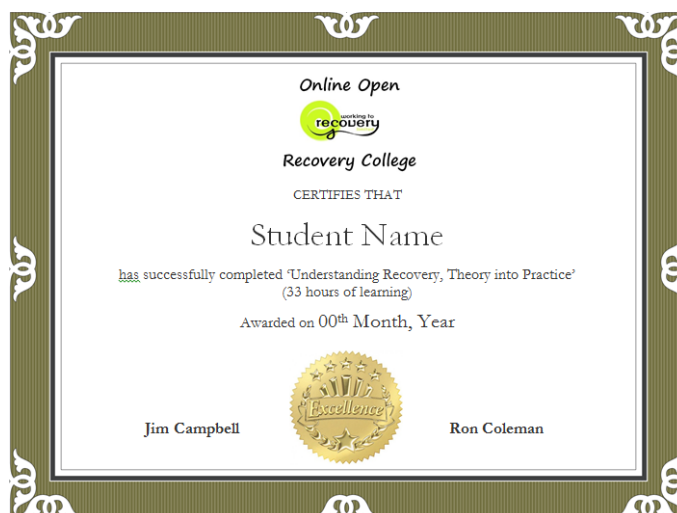 Online Open
working to
recovery
Recovery College
CERTIFIES THAT
Student Name
has successfully completed ‘Understanding Recovery, Theory into Practice’
(33 hours of learning)
Awarded on 00th Month, Year
Excellence
Jim Campbell
Ron Coleman